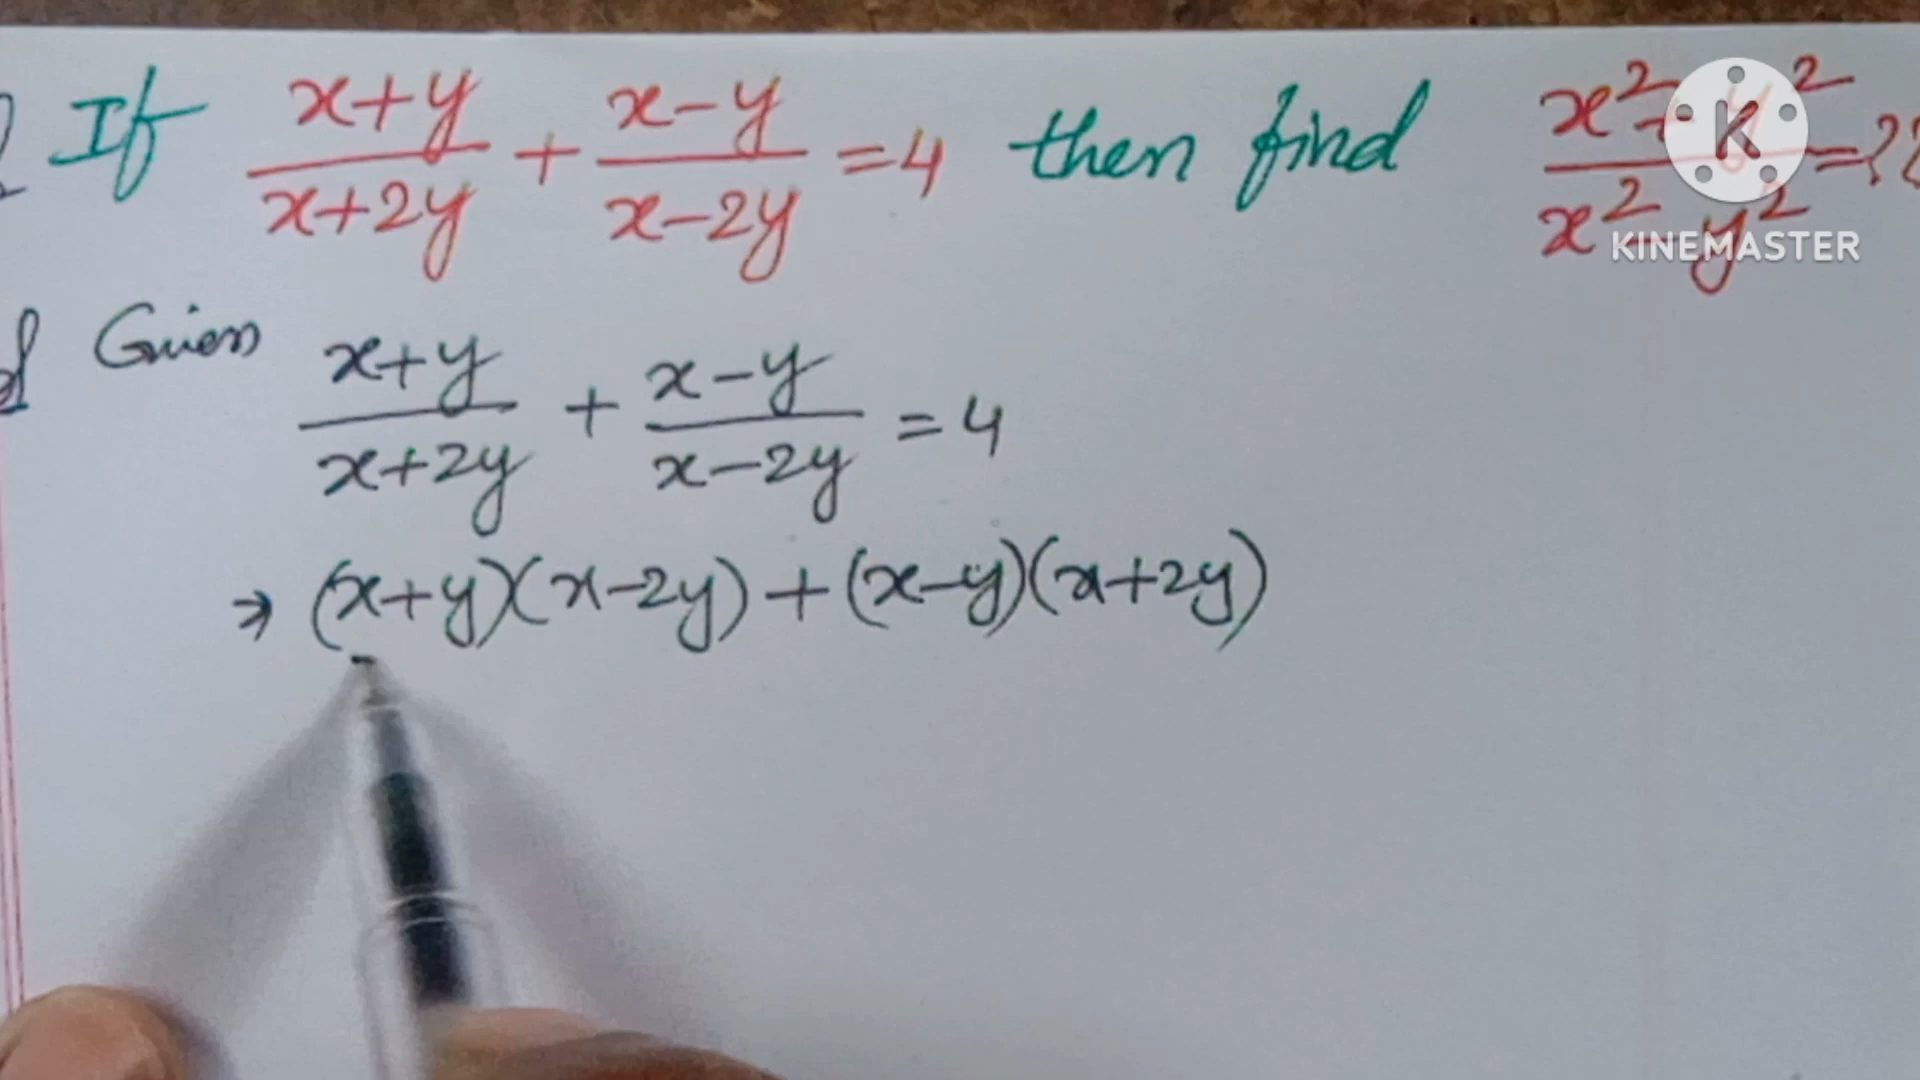 If x+y/x+2y + x-y/x-2y = 4 then find x²+y²/x²-y² = ??
K
KINEMASTER
Given x+y/x+2y + x-y/x-2y = 4
⇒ (x+y)(x-2y) + (x-y)(x+2y)